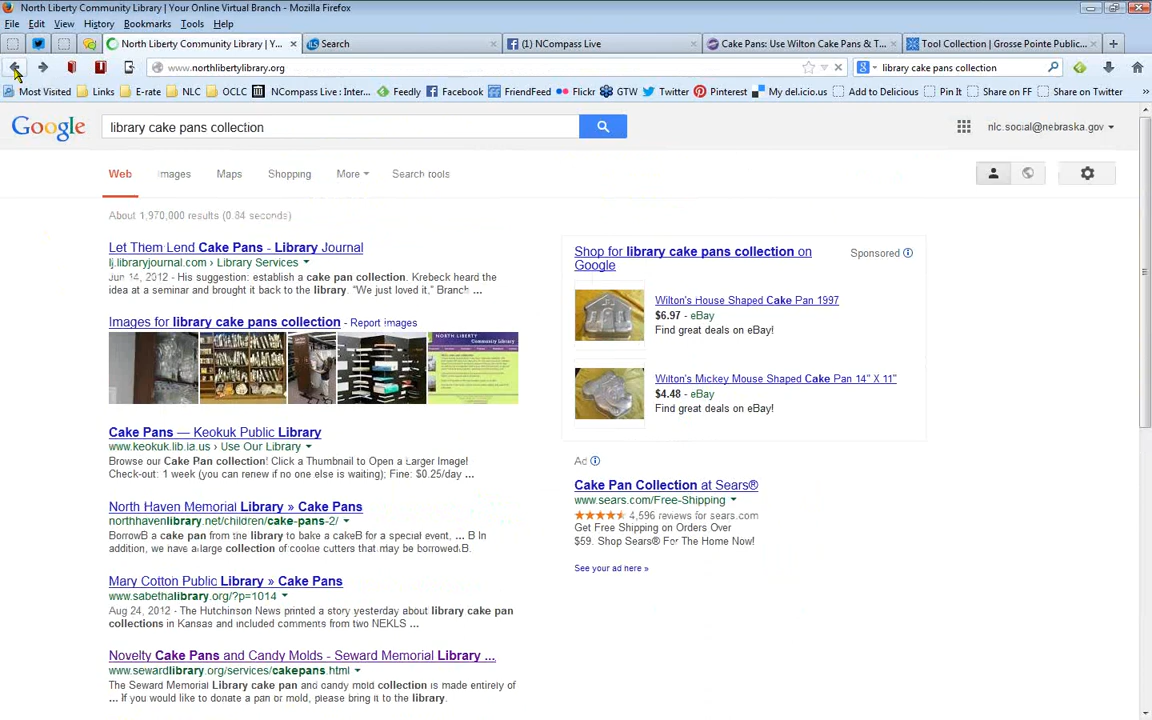 North Liberty Community Library | Your Online Virtual Branch - Mozilla Firefox
File Edit View History Bookmarks Tools Help
North Liberty Community Library | Y... × Search × (1) NCompass Live × Cake Pans: Use Wilton Cake Pans & T... × Tool Collection | Grosse Pointe Public... × +
www.northlibertylibrary.org library cake pans collection
Most Visited Links E-rate NLC OCLC NCompass Live : Inter... Feedly Facebook FriendFeed Flickr GTW Twitter Pinterest My del.icio.us Add to Delicious Pin It Share on FF Share on Twitter »
Google library cake pans collection nlc.social@nebraska.gov
Web Images Maps Shopping More Search tools
About 1,970,000 results (0.84 seconds)
Let Them Lend Cake Pans - Library Journal
lj.libraryjournal.com › Library Services
Jun 14, 2012 - His suggestion: establish a cake pan collection. Krebeck heard the
idea at a seminar and brought it back to the library. "We just loved it," Branch ...
Images for library cake pans collection - Report images
NORTH LIBERTY
Community Library
Cake Pans — Keokuk Public Library
www.keokuk.lib.ia.us › Use Our Library
Browse our Cake Pan collection! Click a Thumbnail to Open a Larger Image!
Check-out: 1 week (you can renew if no one else is waiting); Fine: $0.25/day ...
North Haven Memorial Library » Cake Pans
northhavenlibrary.net/children/cake-pans-2/
BorrowB a cake pan from the library to bake a cakeB for a special event, ... B In
addition, we have a large collection of cookie cutters that may be borrowed.B.
Mary Cotton Public Library » Cake Pans
www.sabethalibrary.org/?p=1014
Aug 24, 2012 - The Hutchinson News printed a story yesterday about library cake pan
collections in Kansas and included comments from two NEKLS ...
Novelty Cake Pans and Candy Molds - Seward Memorial Library ...
www.sewardlibrary.org/services/cakepans.html
The Seward Memorial Library cake pan and candy mold collection is made entirely of
... If you would like to donate a pan or mold, please bring it to the library.
Shop for library cake pans collection on
Google
Sponsored
Wilton's House Shaped Cake Pan 1997
$6.97 - eBay
Find great deals on eBay!
Wilton's Mickey Mouse Shaped Cake Pan 14" X 11"
$4.48 - eBay
Find great deals on eBay!
Ad
Cake Pan Collection at Sears®
www.sears.com/Free-Shipping
4,596 reviews for sears.com
Get Free Shipping on Orders Over
$59. Shop Sears® For The Home Now!
See your ad here »